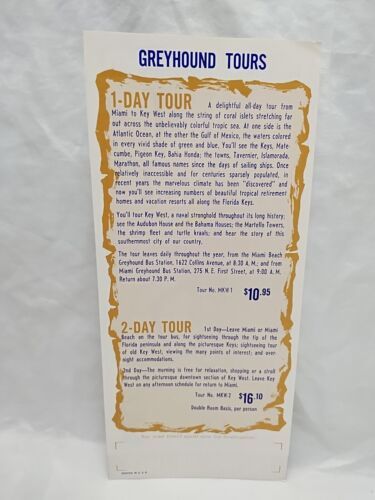 GREYHOUND TOURS
1-DAY TOUR A delightful all-day tour from
Miami to Key West along the string of coral islets stretching far
out across the unbelievably colorful tropic sea. At one side is the
Atlantic Ocean, at the other the Gulf of Mexico, the waters colored
in every vivid shade of green and blue. You'll see the Keys, Mate-
cumbe, Pigeon Key, Bahia Honda; the towns, Tavernier, Islamorada,
Marathon, all famous names since the days of sailing ships. Once
relatively inaccessible and for centuries sparsely populated, in
recent years the marvelous climate has been "discovered" and
now you'll see increasing numbers of beautiful tropical retirement
homes and vacation resorts all along the Florida Keys.
You'll tour Key West, a naval stronghold throughout its long history;
see the Audubon House and the Bahama Houses; the Martello Towers,
the shrimp fleet and turtle kraals; and hear the story of this
southernmost city of our country.
The tour leaves daily throughout the year, from the Miami Beach
Greyhound Bus Station, 1622 Collins Avenue, at 8:30 A.M.; and from
Miami Greyhound Bus Station, 275 N.E. First Street, at 9:00 A.M.
Return about 7:30 P.M.
Tour No. MKW-1 $10.95
2-DAY TOUR 1st Day—Leave Miami or Miami
Beach on the tour bus, for sightseeing through the tip of the
Florida peninsula and along the picturesque Keys; sightseeing tour
of old Key West, viewing the many points of interest; and over-
night accommodations.
2nd Day—The morning is free for relaxation, shopping or a stroll
through the picturesque downtown section of Key West. Leave Key
West on any afternoon schedule for return to Miami.
Tour No. MKW-2 $16.10
Double Room Basis, per person